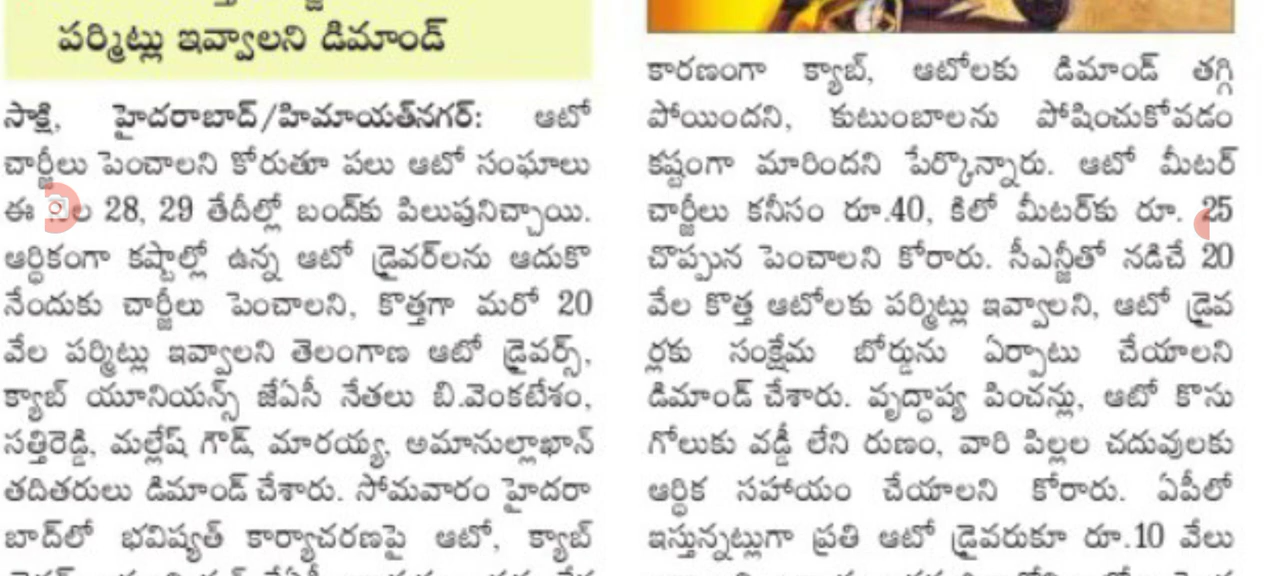 పర్మిట్లు ఇవ్వాలని డిమాండ్
సాక్షి, హైదరాబాద్/హిమాయత్‌నగర్: ఆటో
చార్జీలు పెంచాలని కోరుతూ పలు ఆటో సంఘాలు
ఈ 28, 29 తేదీల్లో బంద్‌కు పిలుపునిచ్చాయి.
ఆర్థికంగా కష్టాల్లో ఉన్న ఆటో డ్రైవర్‌లను ఆదుకొ
నేందుకు చార్జీలు పెంచాలని, కొత్తగా మరో 20
వేల పర్మిట్లు ఇవ్వాలని తెలంగాణ ఆటో డ్రైవర్స్,
క్యాబ్ యూనియన్స్ జేఏసీ నేతలు బి.వెంకటేశం,
సత్తిరెడ్డి, మల్లేష్ గౌడ్, మారయ్య, అమానుల్లాఖాన్
తదితరులు డిమాండ్ చేశారు. సోమవారం హైదరా
బాద్‌లో భవిష్యత్ కార్యాచరణపై ఆటో, క్యాబ్
కారణంగా క్యాబ్, ఆటోలకు డిమాండ్ తగ్గి
పోయిందని, కుటుంబాలను పోషించుకోవడం
కష్టంగా మారిందని పేర్కొన్నారు. ఆటో మీటర్
చార్జీలు కనీసం రూ.40, కిలో మీటర్‌కు రూ. 25
చొప్పున పెంచాలని కోరారు. సీఎన్జీతో నడిచే 20
వేల కొత్త ఆటోలకు పర్మిట్లు ఇవ్వాలని, ఆటో డ్రైవ
ర్లకు సంక్షేమ బోర్డును ఏర్పాటు చేయాలని
డిమాండ్ చేశారు. వృద్ధాప్య పింఛన్లు, ఆటో కొను
గోలుకు వడ్డీ లేని రుణం, వారి పిల్లల చదువులకు
ఆర్థిక సహాయం చేయాలని కోరారు. ఏపీలో
ఇస్తున్నట్లుగా ప్రతి ఆటో డ్రైవరుకూ రూ.10 వేలు